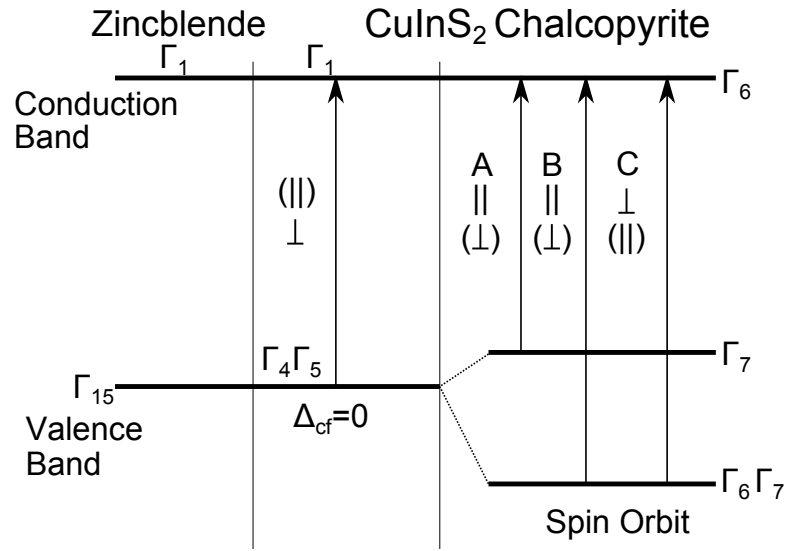 Zincblende
CuInS₂ Chalcopyrite
Γ₁
Γ₁
Γ₆
Conduction
Band
(||)
⊥
A
||
(⊥)
B
||
(⊥)
C
⊥
(||)
Γ₄Γ₅
Γ₇
Γ₁₅
Δcf=0
Valence
Band
Γ₆Γ₇
Spin Orbit